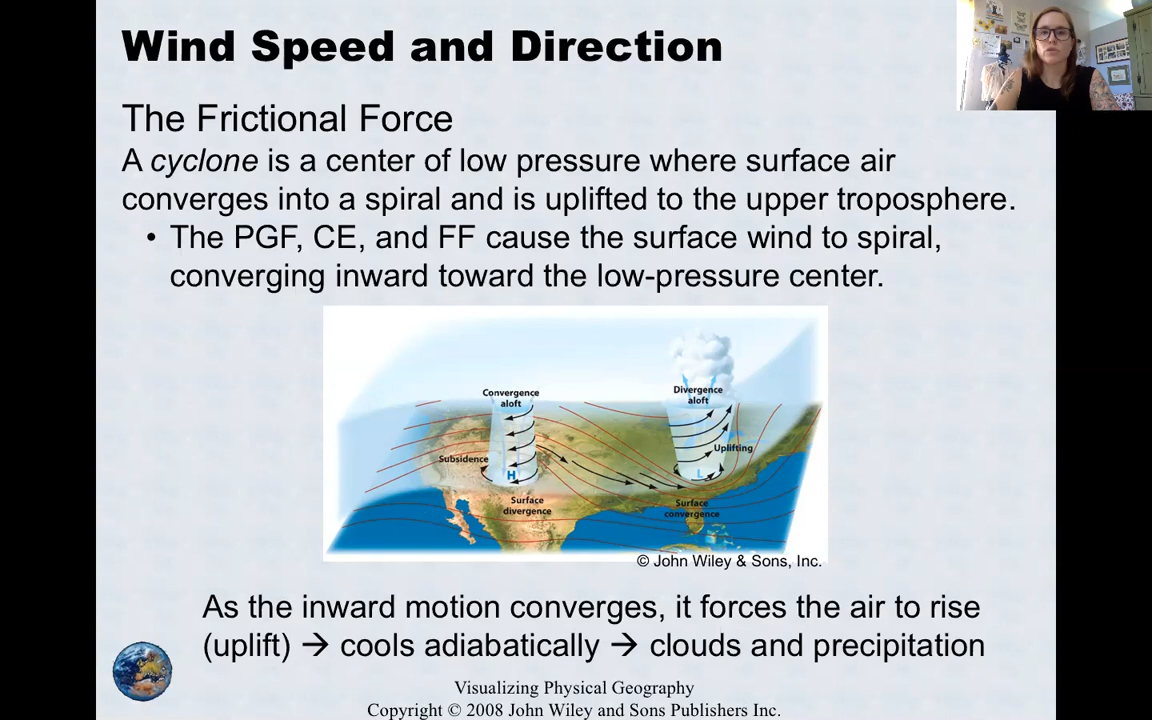 Wind Speed and Direction
The Frictional Force
A cyclone is a center of low pressure where surface air
converges into a spiral and is uplifted to the upper troposphere.
• The PGF, CE, and FF cause the surface wind to spiral,
converging inward toward the low-pressure center.
Convergence
aloft
Divergence
aloft
Subsidence
Uplifting
H
L
Surface
divergence
Surface
convergence
© John Wiley & Sons, Inc.
As the inward motion converges, it forces the air to rise
(uplift) → cools adiabatically → clouds and precipitation
Visualizing Physical Geography
Copyright © 2008 John Wiley and Sons Publishers Inc.